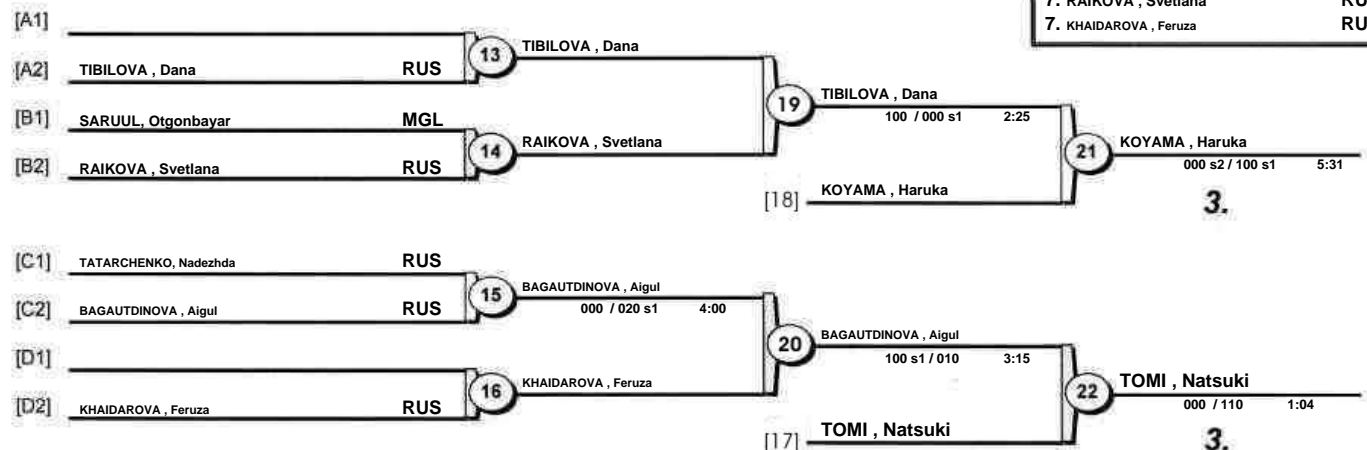 7. RAIKOVA , Svetlana RUS
7. KHAIDAROVA , Feruza RUS
[A1]
[A2] TIBILOVA , Dana RUS
13
TIBILOVA , Dana
[B1] SARUUL, Otgonbayar MGL
[B2] RAIKOVA , Svetlana RUS
14
RAIKOVA , Svetlana
19
TIBILOVA , Dana
100 / 000 s1 2:25
[18] KOYAMA , Haruka
21
KOYAMA , Haruka
000 s2 / 100 s1 5:31
3.
[C1] TATARCHENKO, Nadezhda RUS
[C2] BAGAUTDINOVA , Aigul RUS
15
BAGAUTDINOVA , Aigul
000 / 020 s1 4:00
[D1]
[D2] KHAIDAROVA , Feruza RUS
16
KHAIDAROVA , Feruza
20
BAGAUTDINOVA , Aigul
100 s1 / 010 3:15
[17] TOMI , Natsuki
22
TOMI , Natsuki
000 / 110 1:04
3.